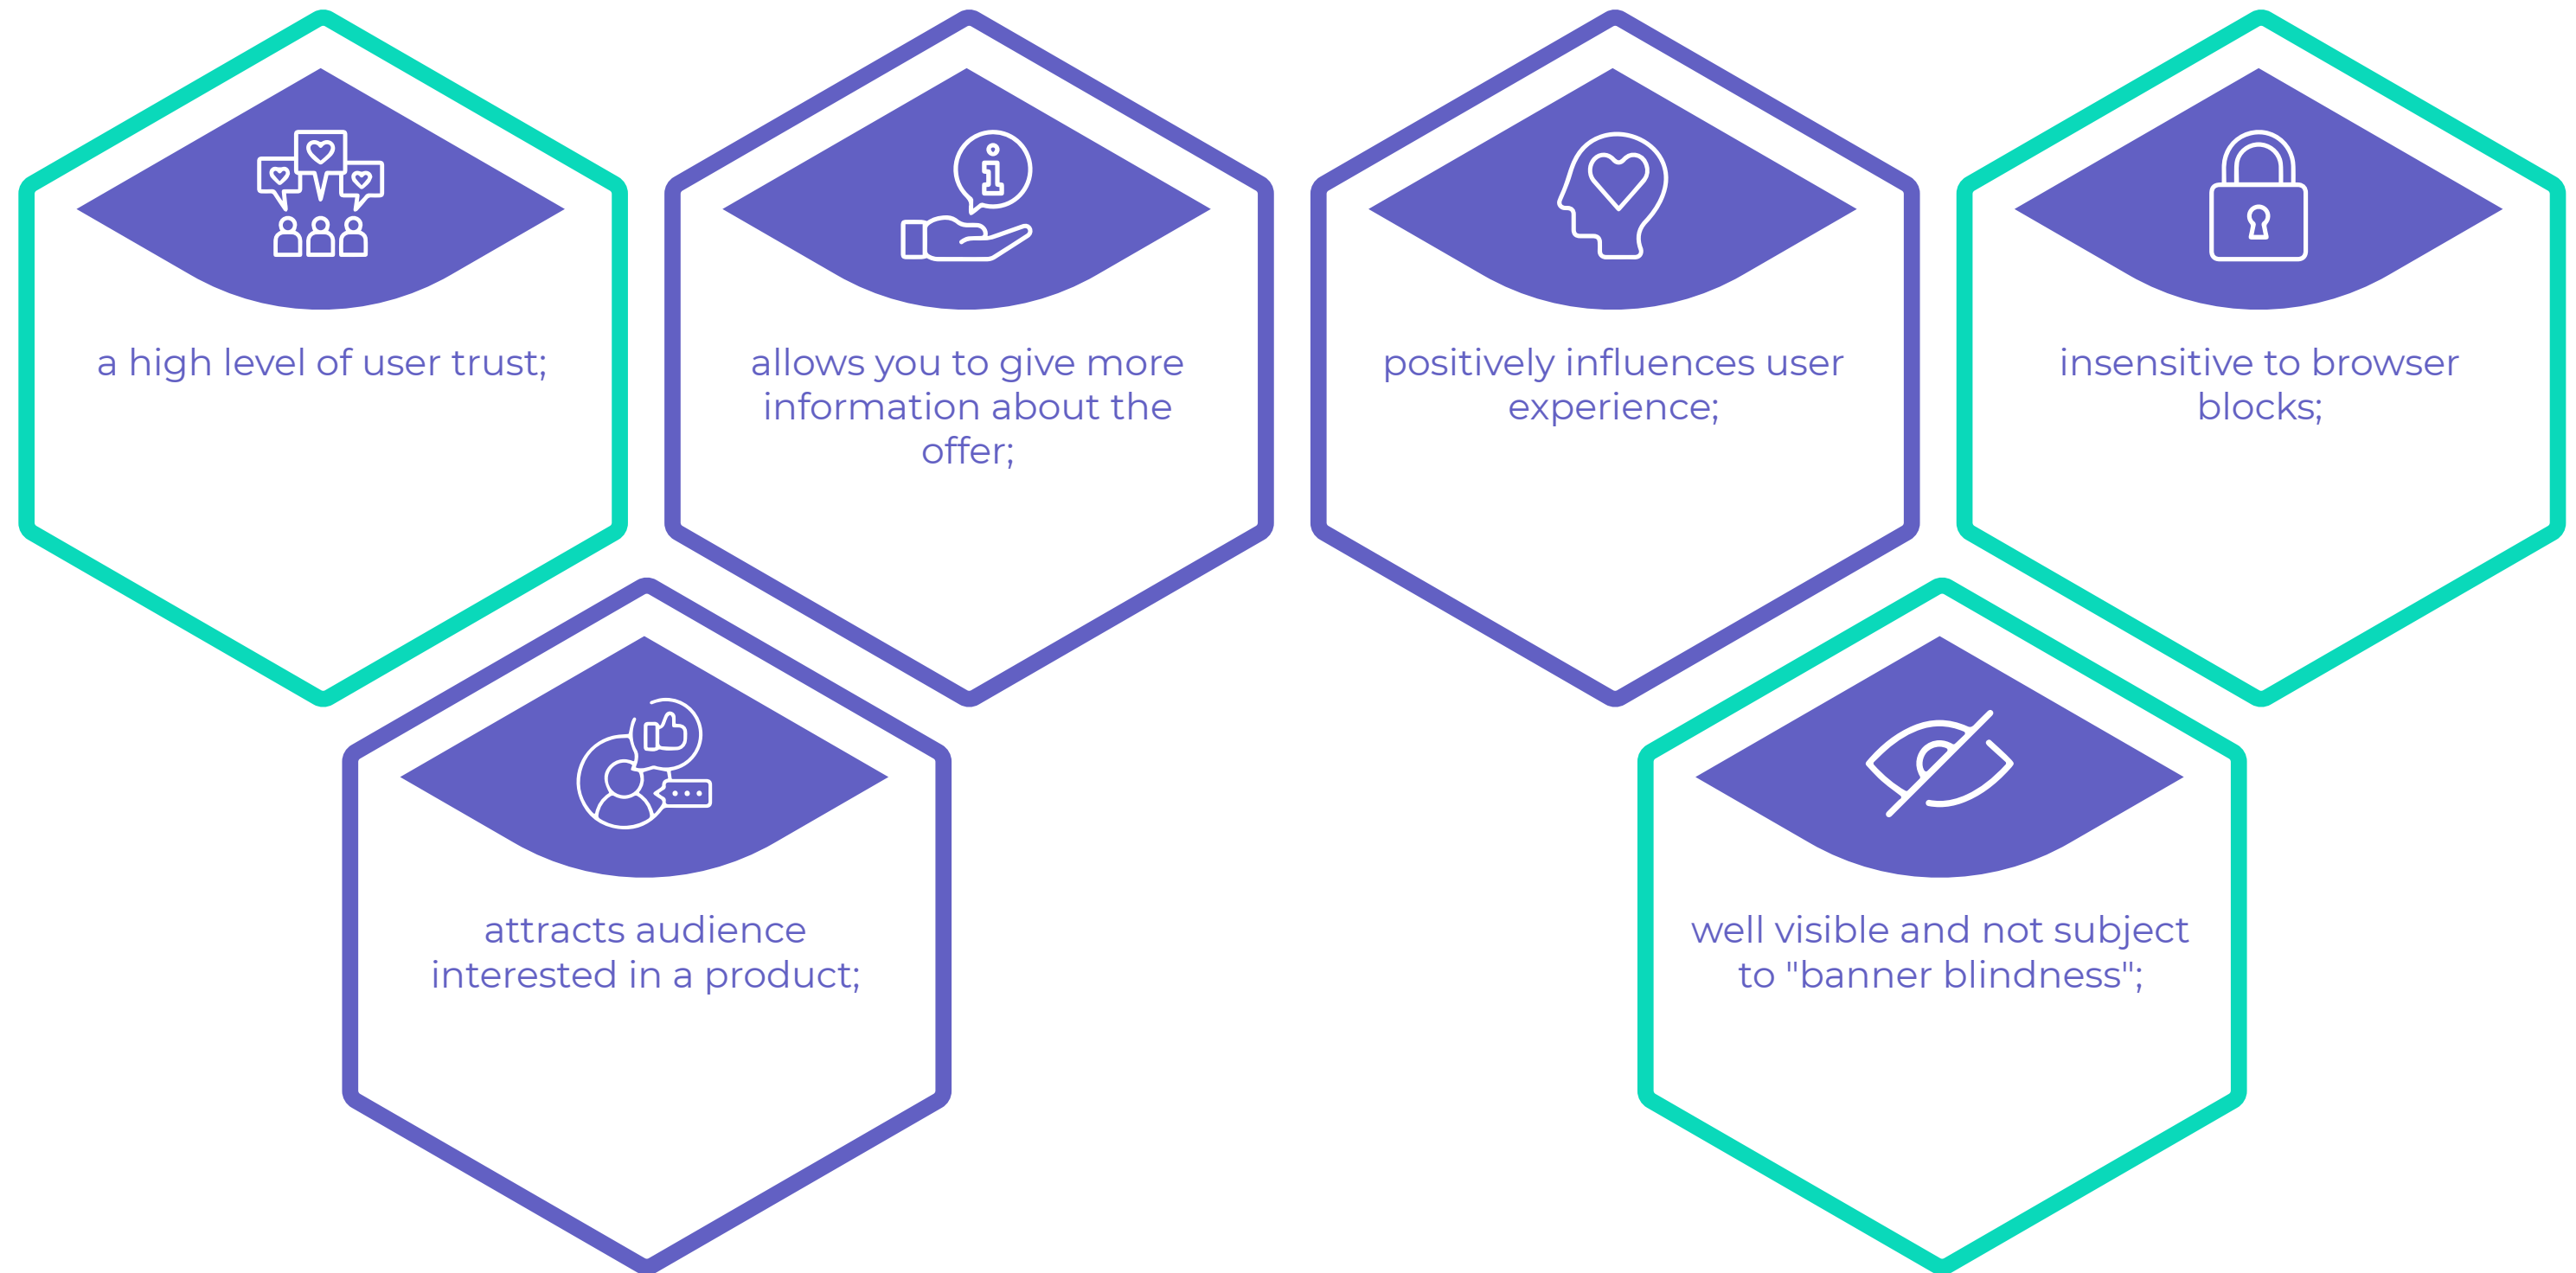 a high level of user trust;
allows you to give more
information about the
offer;
positively influences user
experience;
insensitive to browser
blocks;
attracts audience
interested in a product;
well visible and not subject
to "banner blindness";